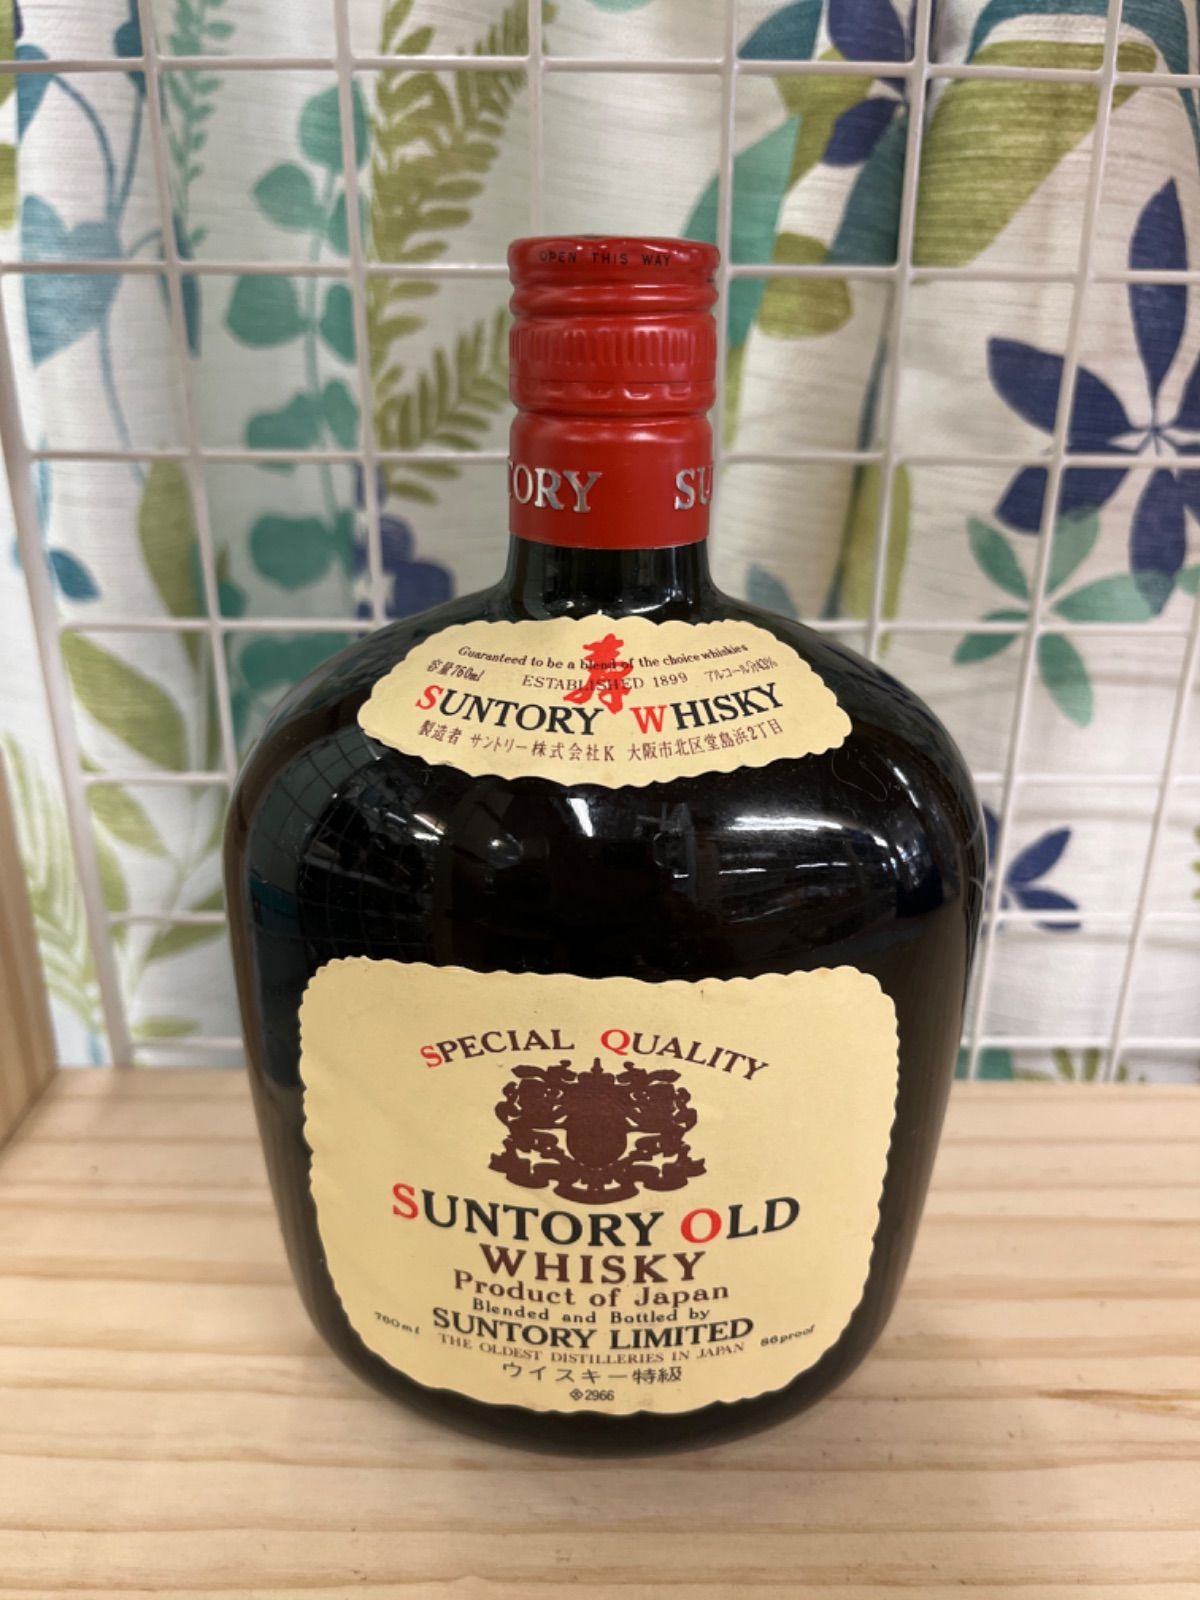 OPEN THIS WAY
TORY SU
寿
Guaranteed to be a blend of the choice whiskies
容量760ml ESTABLISHED 1899 アルコール分43%
SUNTORY WHISKY
製造者 サントリー株式会社K 大阪市北区堂島浜2丁目
SPECIAL QUALITY
SUNTORY OLD
WHISKY
Product of Japan
Blended and Bottled by
760ml SUNTORY LIMITED 86proof
THE OLDEST DISTILLERIES IN JAPAN
ウイスキー特級
2966